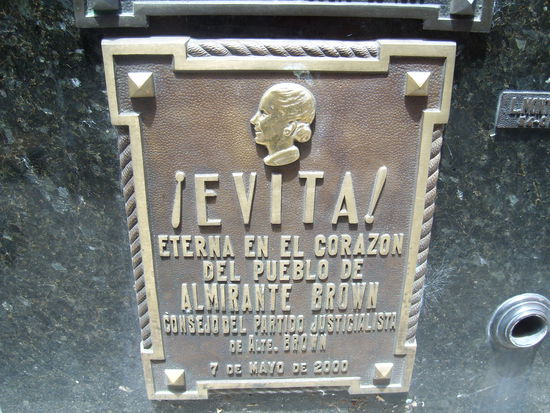 ¡EVITA!
ETERNA EN EL CORAZON
DEL PUEBLO DE
ALMIRANTE BROWN
CONSEJO DEL PARTIDO JUSTICIALISTA
DE ALTE. BROWN
7 DE MAYO DE 2000